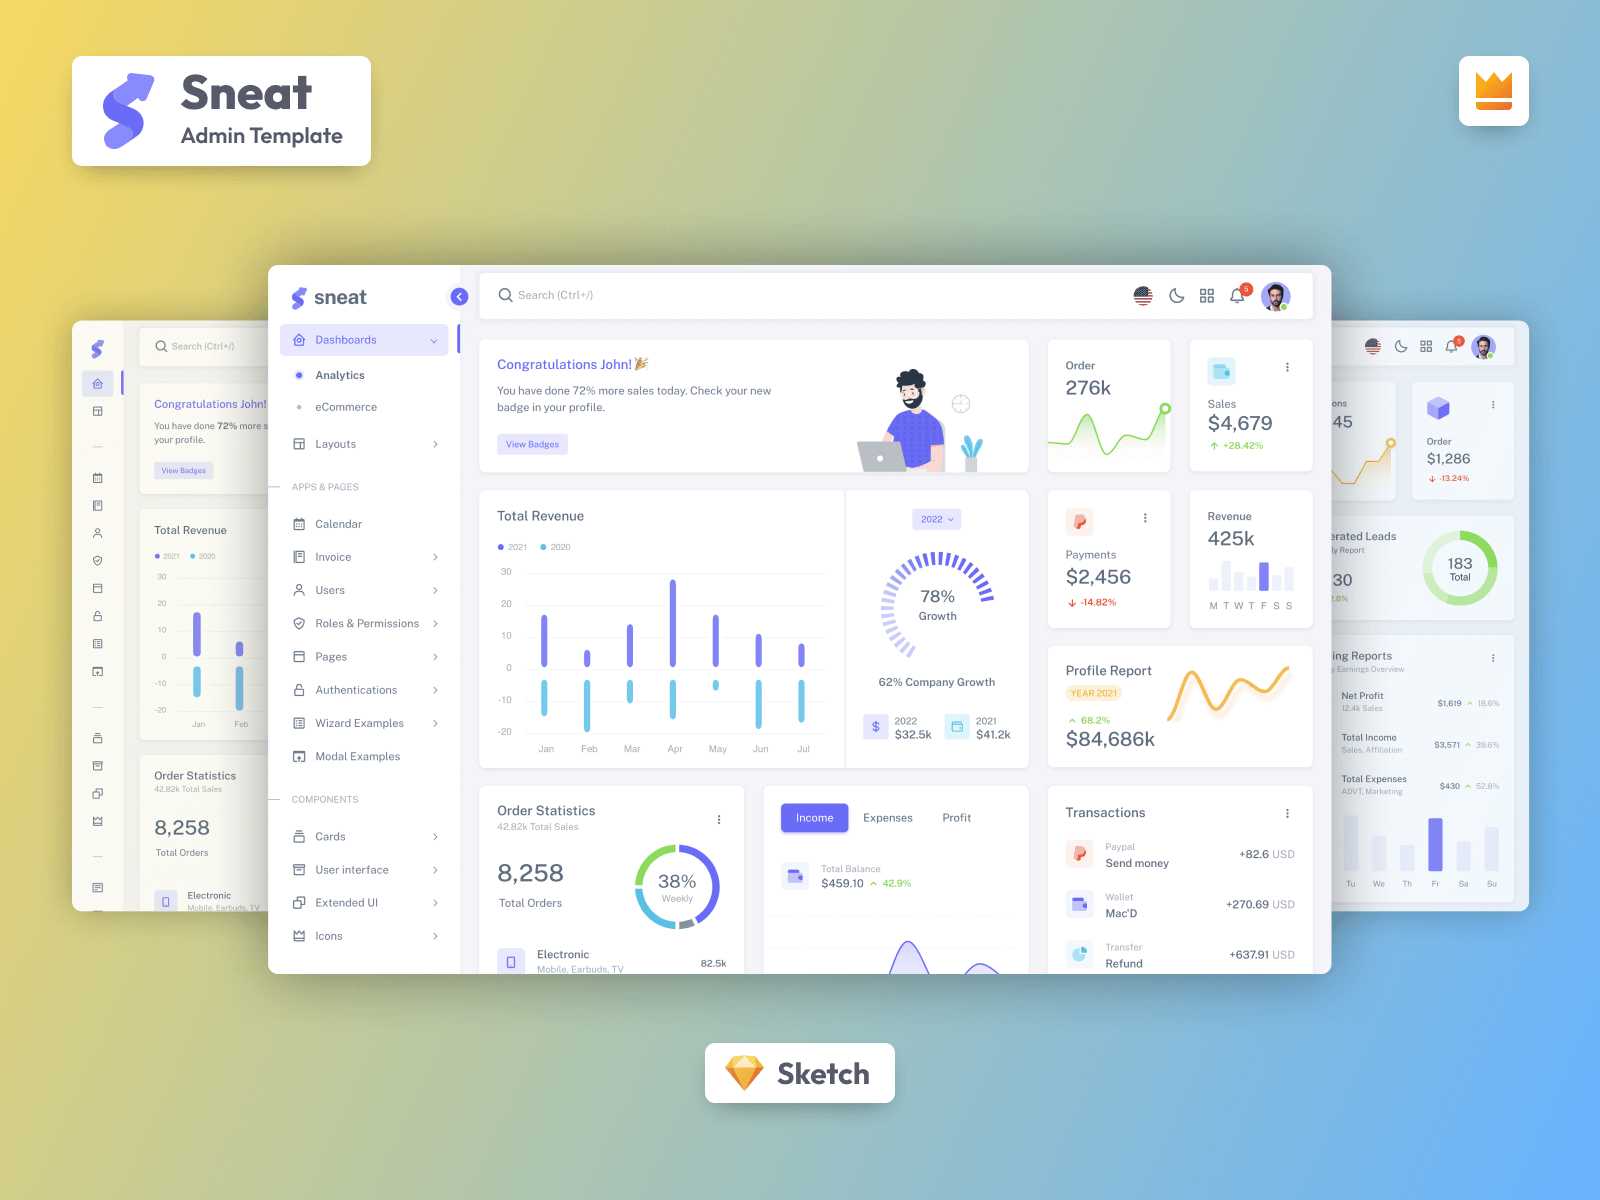 Sneat
Admin Template
sneat
Search (Ctrl+/)
5
Dashboards
Analytics
eCommerce
Layouts
APPS & PAGES
Calendar
Invoice
Users
Roles & Permissions
Pages
Authentications
Wizard Examples
Modal Examples
COMPONENTS
Cards
User interface
Extended UI
Icons
Congratulations John!🎉
You have done 72% more sales today. Check your new
badge in your profile.
View Badges
Order
276k
Sales
$4,679
+28.42%
Total Revenue
2021 2020
30
20
10
0
-10
-20
Jan Feb Mar Apr May Jun Jul
2022
78%
Growth
62% Company Growth
$
2022
$32.5k
2021
$41.2k
Payments
$2,456
-14.82%
Revenue
425k
M T W T F S S
Profile Report
YEAR 2021
68.2%
$84,686k
Order Statistics
42.82k Total Sales
8,258
Total Orders
38%
Weekly
Electronic
Mobile, Earbuds, TV
82.5k
Income Expenses Profit
Total Balance
$459.10 42.9%
Transactions
Paypal
Send money
+82.6 USD
Wallet
Mac'D
+270.69 USD
Transfer
Refund
+637.91 USD
Search (Ctrl+/)
Congratulations John!
You have done 72% more s
your profile.
View Badges
Total Revenue
2021 2020
30
20
10
0
-10
-20
Jan Feb
Order Statistics
42.82k Total Sales
8,258
Total Orders
Electronic
Mobile, Earbuds, TV
5
ons
45
Order
$1,286
-13.24%
erated Leads
ly Report
30
2.8%
183
Total
ing Reports
y Earnings Overview
Net Profit
12.4k Sales
$1,619 18.6%
Total Income
Sales, Affiliation
$3,571 39.6%
Total Expenses
ADVT, Marketing
$430 52.8%
Tu We Th Fr Sa Su
Sketch